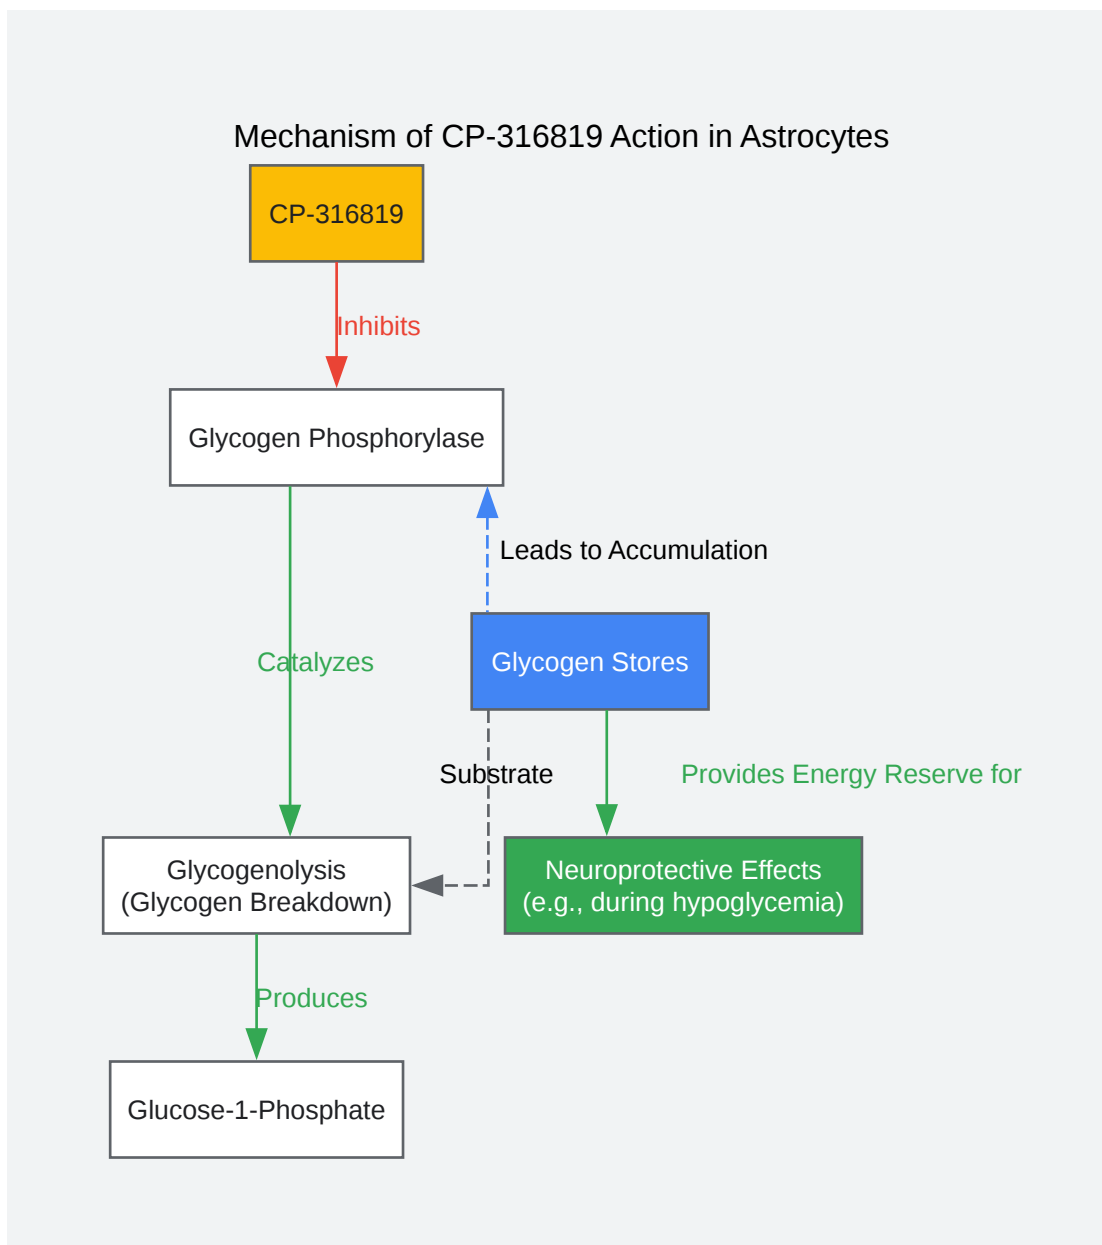 Mechanism of CP-316819 Action in Astrocytes
CP-316819
Inhibits
Glycogen Phosphorylase
Leads to Accumulation
Catalyzes
Glycogen Stores
Substrate
Provides Energy Reserve for
Glycogenolysis
(Glycogen Breakdown)
Neuroprotective Effects
(e.g., during hypoglycemia)
Produces
Glucose-1-Phosphate